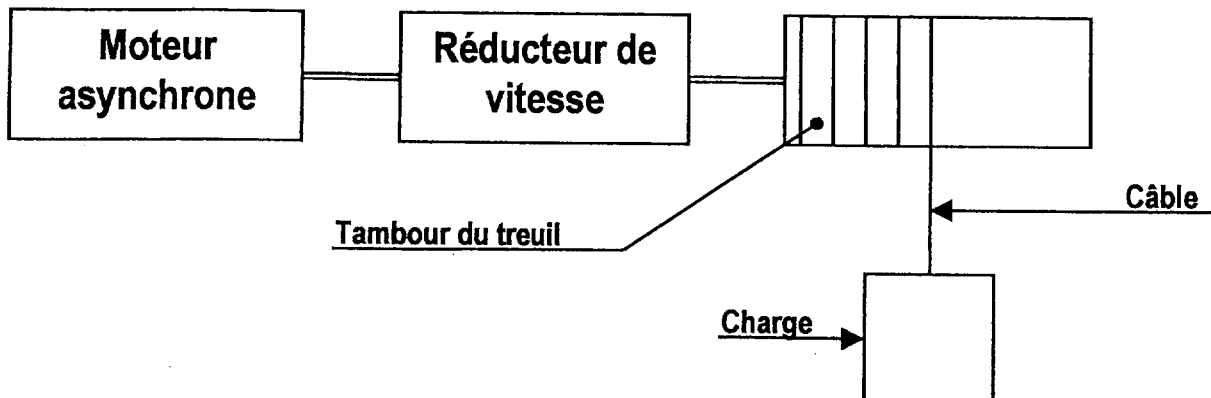 Moteur
asynchrone
Réducteur de
vitesse
Câble
Tambour du treuil
Charge